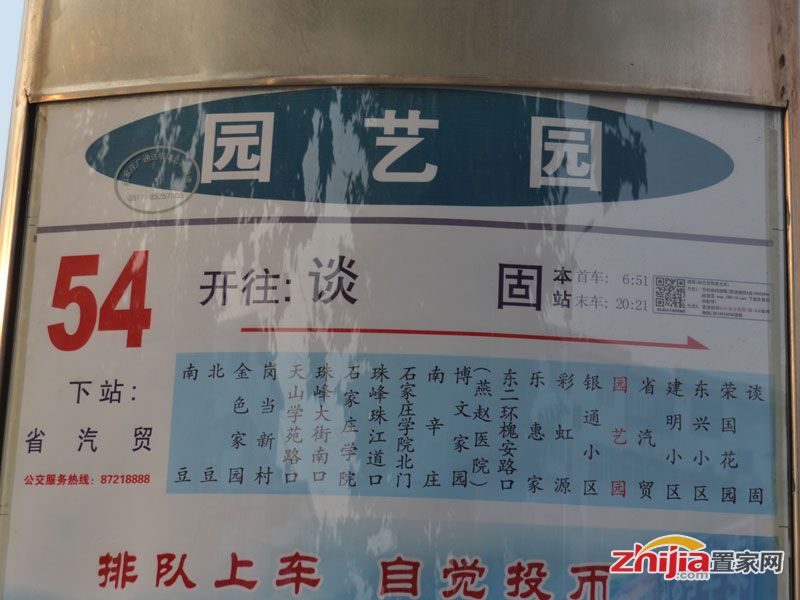 园艺园
54
开往: 谈固
本站
首车: 6:51
末车: 20:21
下站:
省汽贸
公交服务热线: 87218888
南豆
北豆
金色家园
岗当新村
天山学苑路口
珠峰大街南口
石家庄学院
珠峰珠江道口
石家庄学院北门
南辛庄
博文家园
(燕赵医院)
东二环槐安路口
乐惠家
彩虹源
银通小区
园艺园
省汽贸
建明小区
东兴小区
荣国花园
谈固
排队上车 自觉投币
zhijia置家网
.com